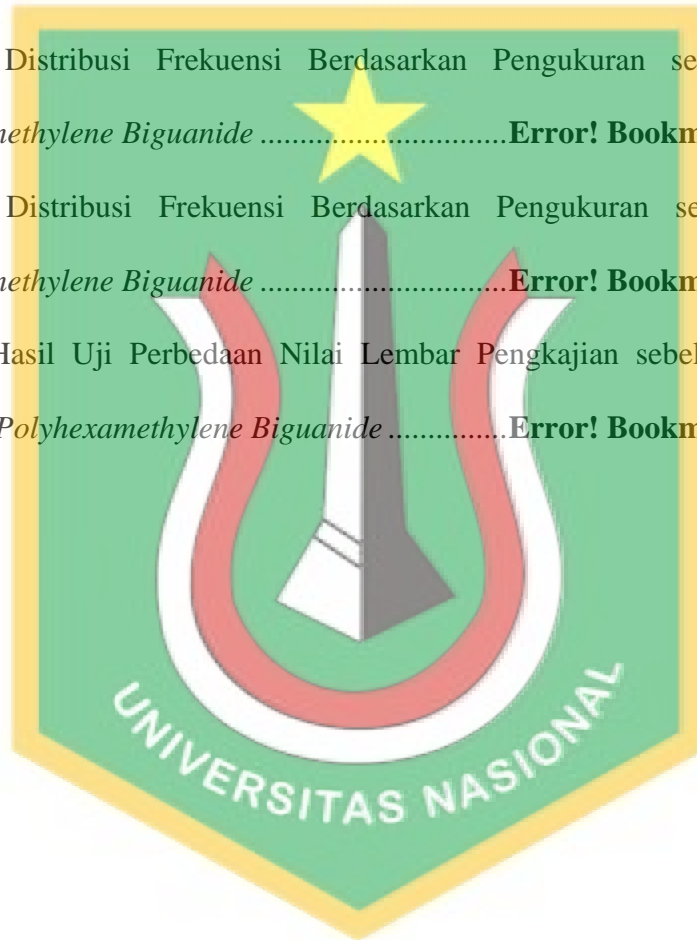 Distribusi Frekuensi Berdasarkan Pengukuran se
methylene Biguanide ...............................Error! Bookm
Distribusi Frekuensi Berdasarkan Pengukuran se
methylene Biguanide ...............................Error! Bookm
Hasil Uji Perbedaan Nilai Lembar Pengkajian sebel
Polyhexamethylene Biguanide ...............Error! Bookm
UNIVERSITAS NASIONAL